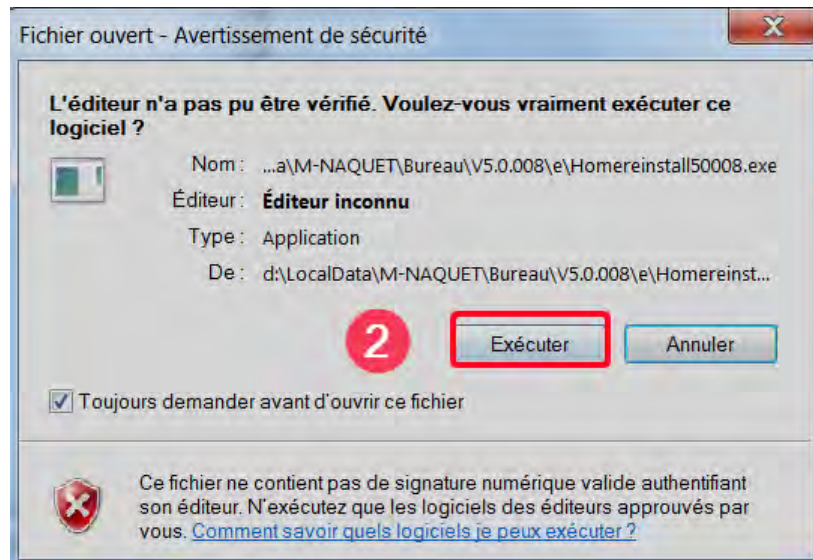 Fichier ouvert - Avertissement de sécurité
L'éditeur n'a pas pu être vérifié. Voulez-vous vraiment exécuter ce
logiciel ?
Nom : ...a\M-NAQUET\Bureau\V5.0.008\e\Homereinstall50008.exe
Éditeur : Éditeur inconnu
Type : Application
De : d:\LocalData\M-NAQUET\Bureau\V5.0.008\e\Homereinst...
2 Exécuter Annuler
Toujours demander avant d'ouvrir ce fichier
Ce fichier ne contient pas de signature numérique valide authentifiant
son éditeur. N'exécutez que les logiciels des éditeurs approuvés par
vous. Comment savoir quels logiciels je peux exécuter ?